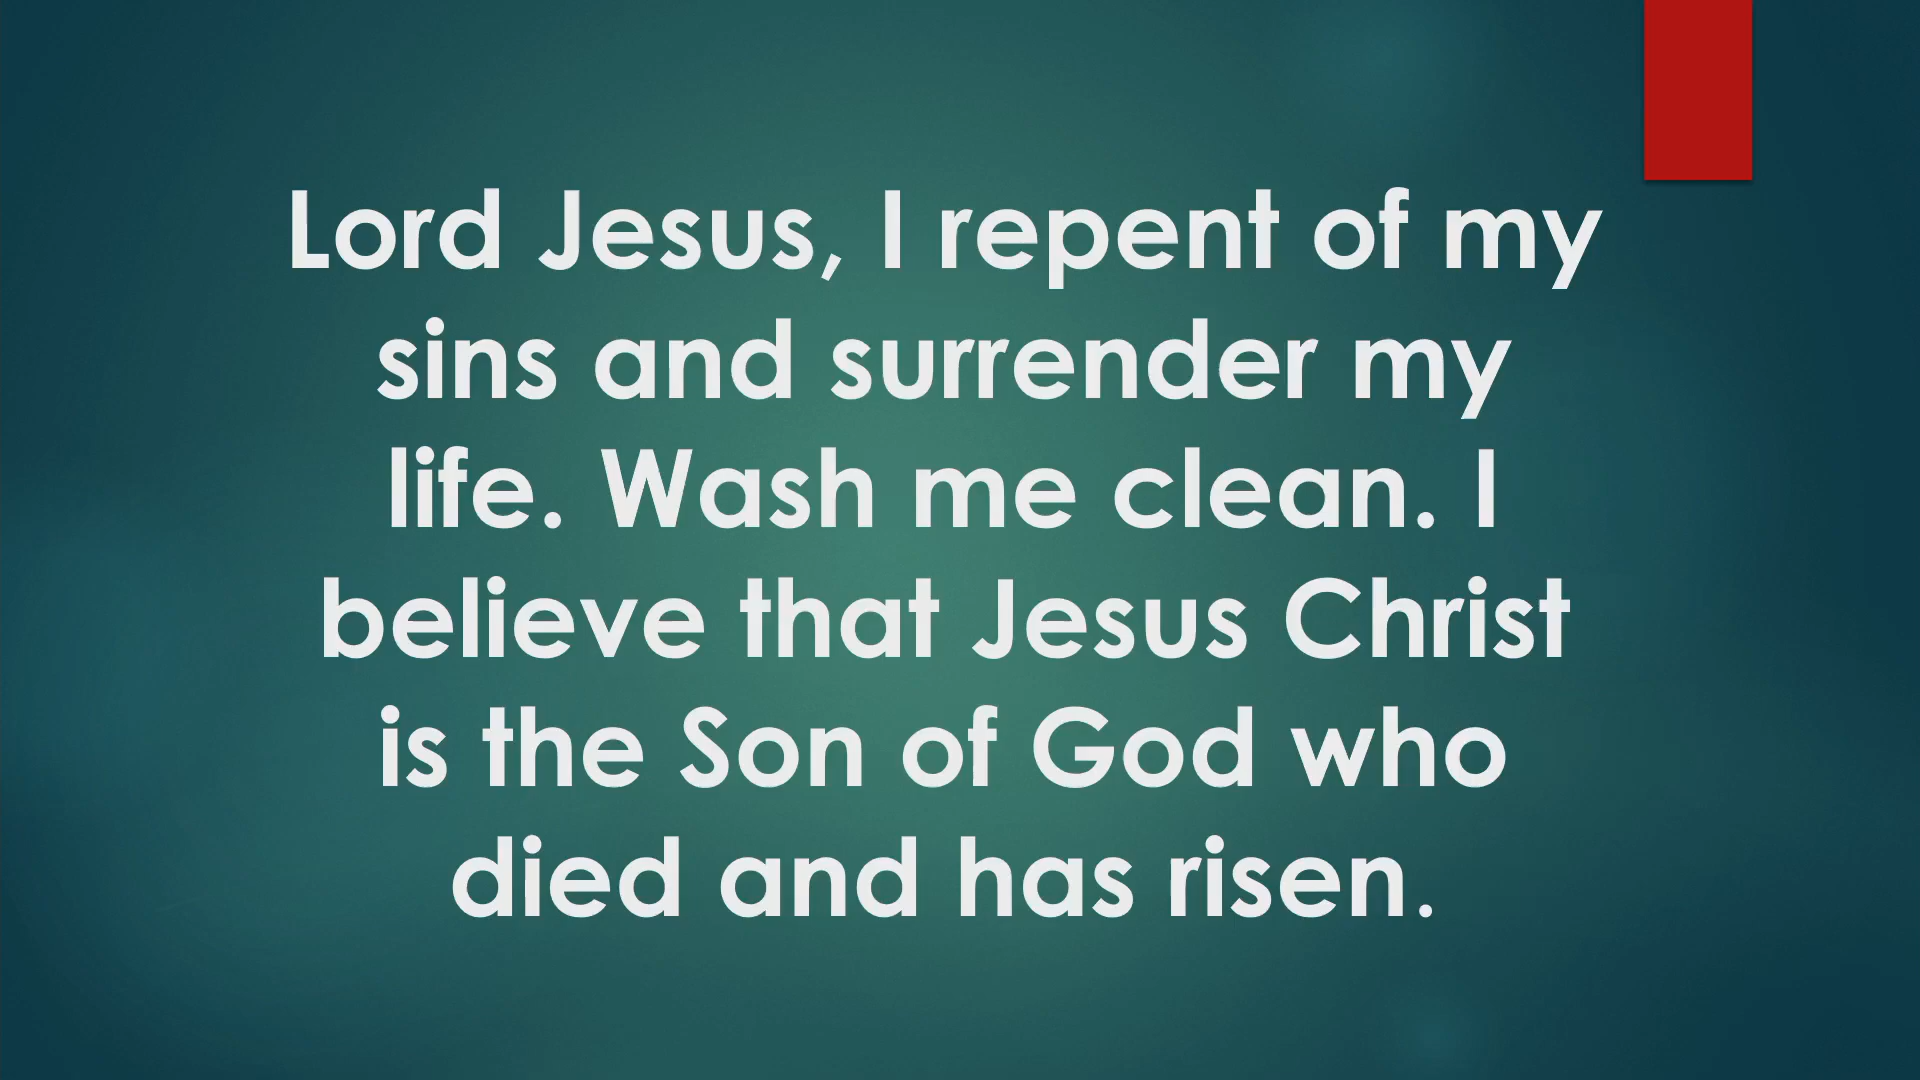 Lord Jesus, I repent of my
sins and surrender my
life. Wash me clean. I
believe that Jesus Christ
is the Son of God who
died and has risen.